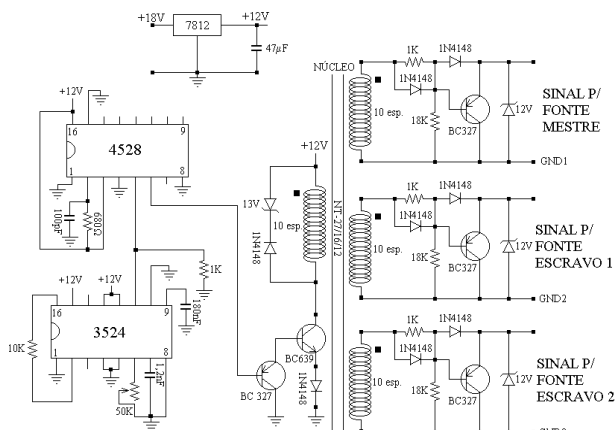 +18V
7812
+12V
47µF
NÚCLEO
1K
1N4148
1N4148
10 esp.
18K
BC327
12V
SINAL P/
FONTE
MESTRE
GND1
+12V
16
9
4528
1
8
100pF
680Ω
+12V
13V
10 esp.
1N4148
NT-27/16/12
1K
1N4148
1N4148
10 esp.
18K
BC327
12V
SINAL P/
FONTE
ESCRAVO 1
GND2
1K
+12V
+12V
180nF
16
9
3524
1
8
10K
1,2nF
50K
BC639
BC 327
1N4148
1K
1N4148
1N4148
10 esp.
18K
BC327
12V
SINAL P/
FONTE
ESCRAVO 2